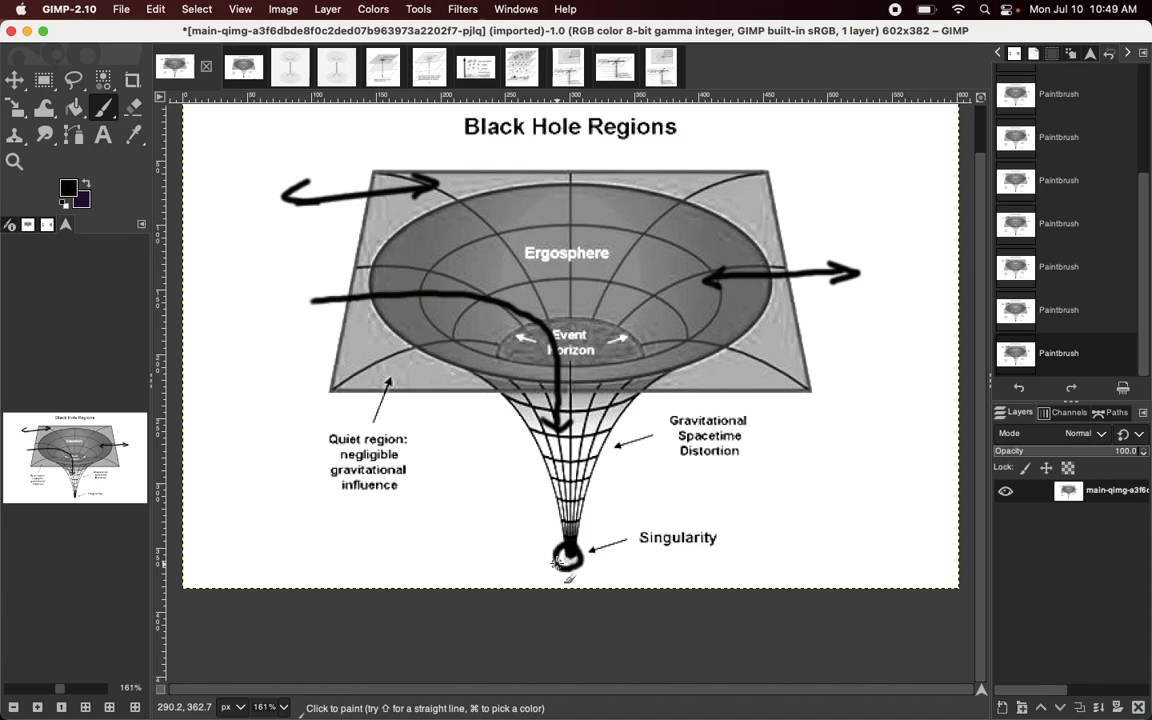 GIMP-2.10 File Edit Select View Image Layer Colors Tools Filters Windows Help Mon Jul 10 10:49 AM
*[main-qimg-a3f6dbde8f0c2ded07b963973a2202f7-pjlq] (imported)-1.0 (RGB color 8-bit gamma integer, GIMP built-in sRGB, 1 layer) 602x382 – GIMP
Black Hole Regions
Ergosphere
Event
Horizon
Quiet region:
negligible
gravitational
influence
Gravitational
Spacetime
Distortion
Singularity
Paintbrush
Paintbrush
Paintbrush
Paintbrush
Paintbrush
Paintbrush
Paintbrush
Layers Channels Paths
Mode Normal
Opacity 100.0
Lock:
main-qimg-a3f6
161%
290.2, 362.7 px 161% Click to paint (try ⇧ for a straight line, ⌘ to pick a color)